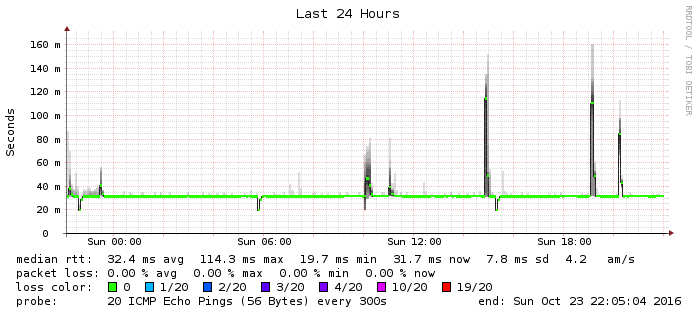 Last 24 Hours
RRDTOOL / TOBI OETIKER
Seconds
160 m
140 m
120 m
100 m
80 m
60 m
40 m
20 m
0
Sun 00:00 Sun 06:00 Sun 12:00 Sun 18:00
median rtt: 32.4 ms avg 114.3 ms max 19.7 ms min 31.7 ms now 7.8 ms sd 4.2 am/s
packet loss: 0.00 % avg 0.00 % max 0.00 % min 0.00 % now
loss color: 0 1/20 2/20 3/20 4/20 10/20 19/20
probe: 20 ICMP Echo Pings (56 Bytes) every 300s end: Sun Oct 23 22:05:04 2016